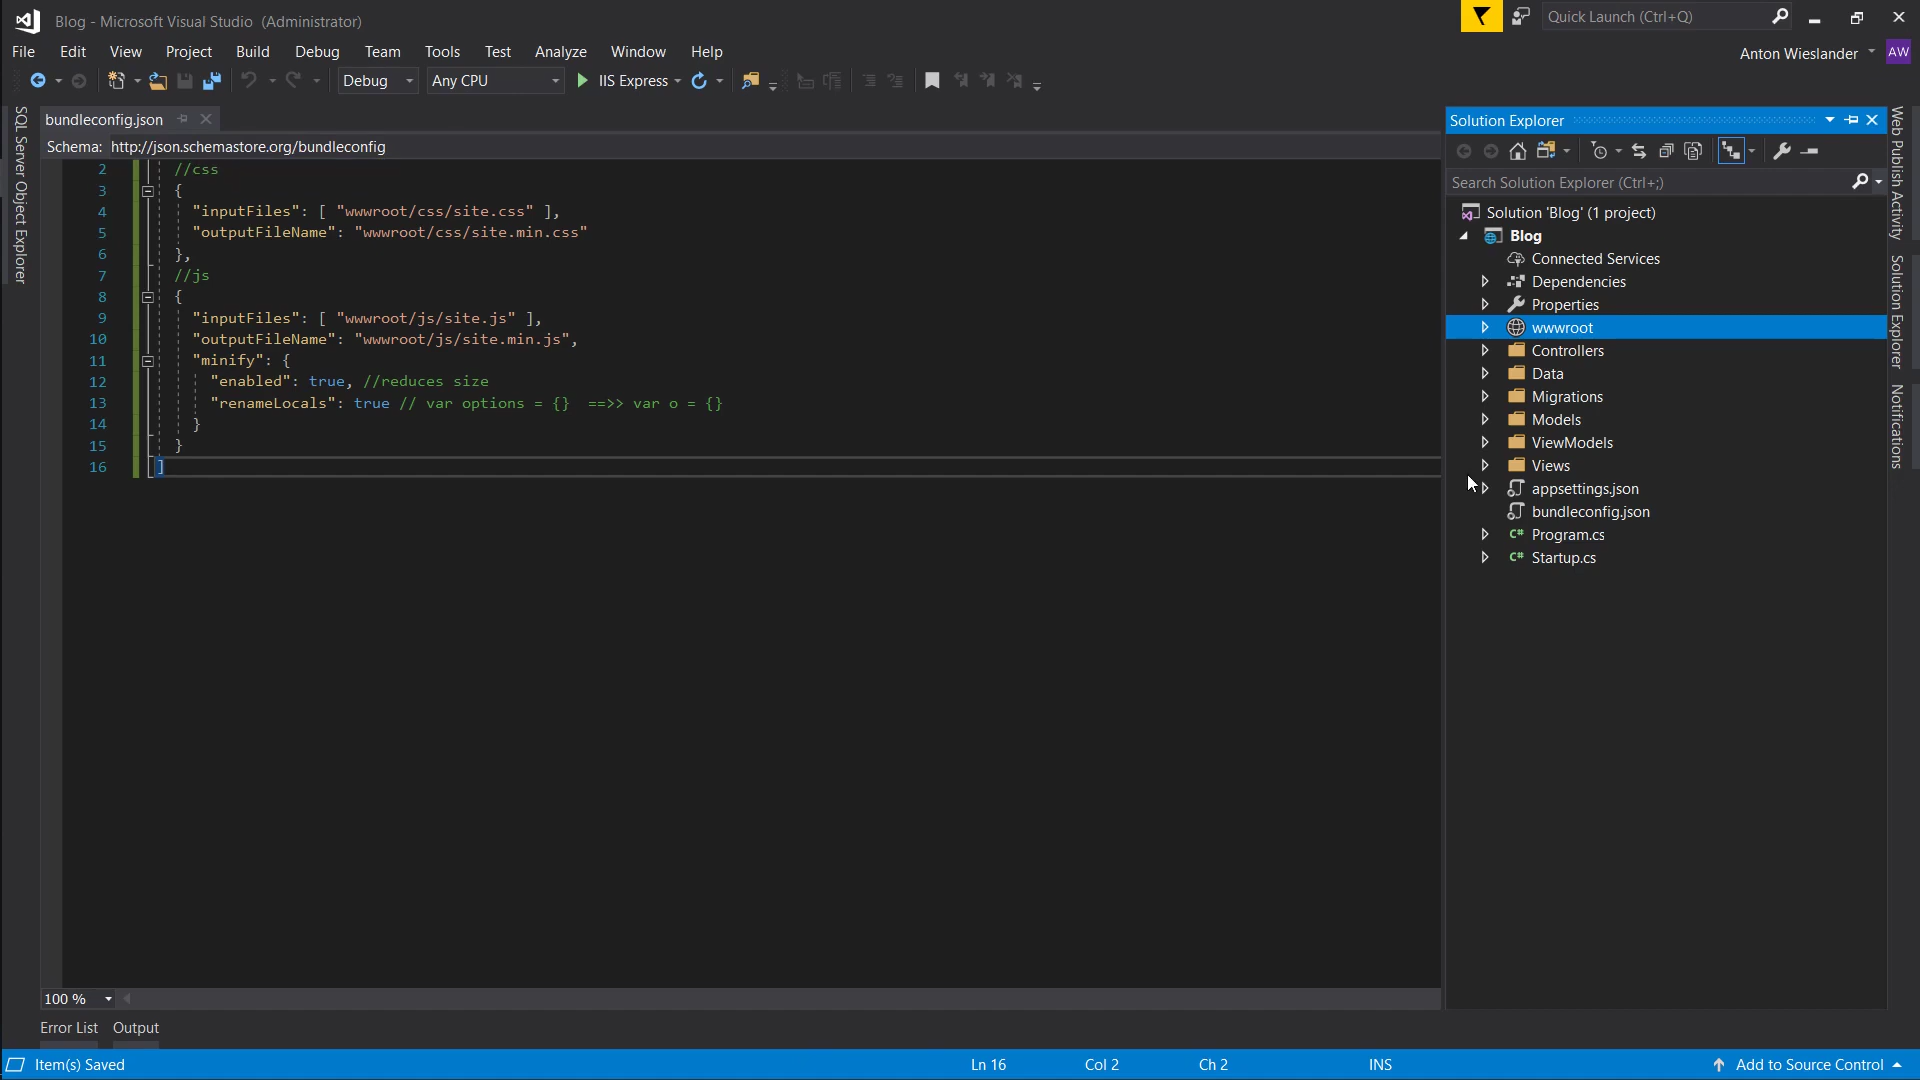 Blog - Microsoft Visual Studio (Administrator)
Quick Launch (Ctrl+Q)
File Edit View Project Build Debug Team Tools Test Analyze Window Help
Anton Wieslander AW
Debug Any CPU IIS Express
SQL Server Object Explorer
bundleconfig.json
Schema: http://json.schemastore.org/bundleconfig
2 //css
3 {
4 "inputFiles": [ "wwwroot/css/site.css" ],
5 "outputFileName": "wwwroot/css/site.min.css"
6 },
7 //js
8 {
9 "inputFiles": [ "wwwroot/js/site.js" ],
10 "outputFileName": "wwwroot/js/site.min.js",
11 "minify": {
12 "enabled": true, //reduces size
13 "renameLocals": true // var options = {} ==>> var o = {}
14 }
15 }
16 ]
100 %
Error List Output
Solution Explorer
Search Solution Explorer (Ctrl+;)
Solution 'Blog' (1 project)
Blog
Connected Services
Dependencies
Properties
wwwroot
Controllers
Data
Migrations
Models
ViewModels
Views
appsettings.json
bundleconfig.json
C# Program.cs
C# Startup.cs
Web Publish Activity
Solution Explorer
Notifications
Item(s) Saved Ln 16 Col 2 Ch 2 INS Add to Source Control